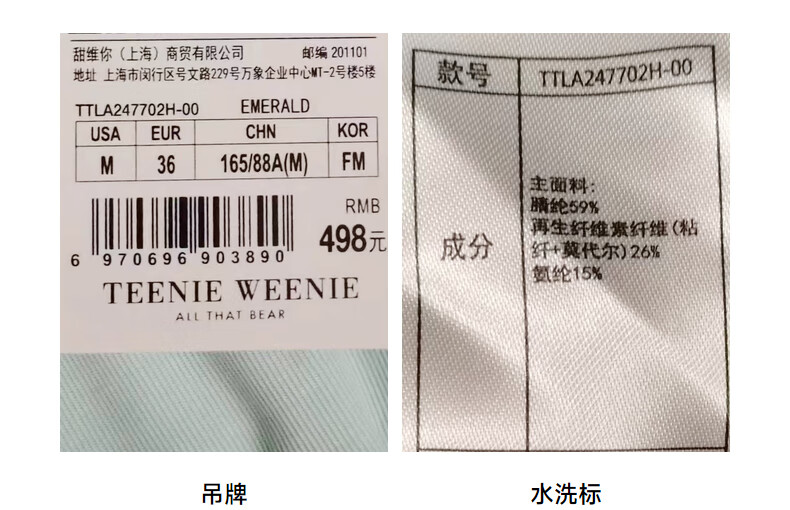 甜维你（上海）商贸有限公司 邮编 201101
地址 上海市闵行区号文路229号万象企业中心MT-2号楼5楼
TTLA247702H-00 EMERALD
USA EUR CHN KOR
M 36 165/88A(M) FM
RMB
498元
6 970696 903890
TEENIE WEENIE
ALL THAT BEAR
吊牌
款号 TTLA247702H-00
成分
主面料:
腈纶59%
再生纤维素纤维(粘
纤+莫代尔)26%
氨纶15%
水洗标